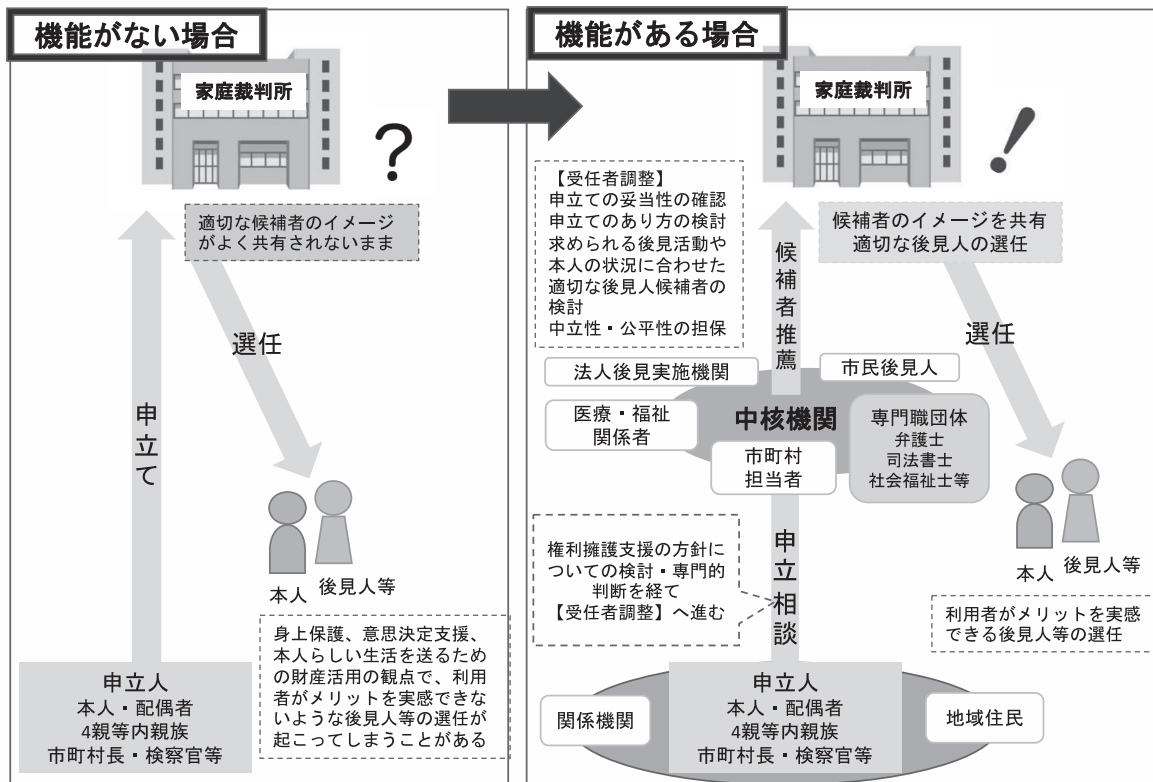 機能がない場合
家庭裁判所
?
適切な候補者のイメージ
がよく共有されないまま
選任
申立て
本人
後見人等
身上保護、意思決定支援、
本人らしい生活を送るため
の財産活用の観点で、利用
者がメリットを実感できな
いような後見人等の選任が
起こってしまうことがある
申立人
本人・配偶者
4親等内親族
市町村長・検察官等
機能がある場合
家庭裁判所
!
【受任者調整】
申立ての妥当性の確認
申立てのあり方の検討
求められる後見活動や
本人の状況に合わせた
適切な後見人候補者の
検討
中立性・公平性の担保
候補者推薦
候補者のイメージを共有
適切な後見人の選任
選任
法人後見実施機関
市民後見人
医療・福祉
関係者
中核機関
専門職団体
弁護士
司法書士
社会福祉士等
市町村
担当者
権利擁護支援の方針に
ついての検討・専門的
判断を経て
【受任者調整】へ進む
申立相談
本人
後見人等
利用者がメリットを実感
できる後見人等の選任
関係機関
申立人
本人・配偶者
4親等内親族
市町村長・検察官等
地域住民